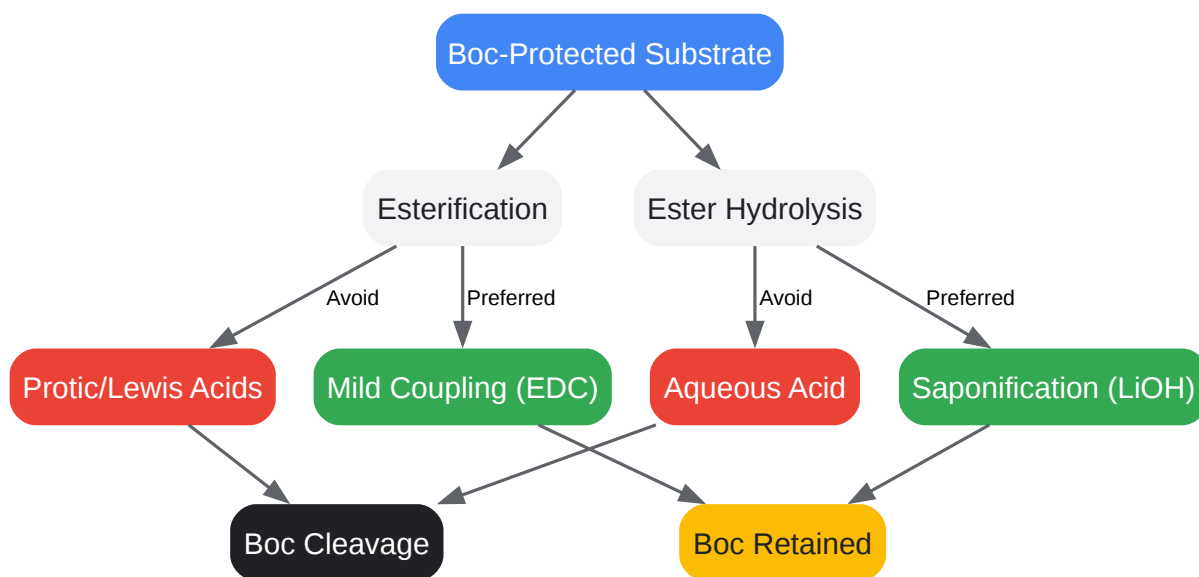 Boc-Protected Substrate
Esterification
Ester Hydrolysis
Avoid
Preferred
Avoid
Preferred
Protic/Lewis Acids
Mild Coupling (EDC)
Aqueous Acid
Saponification (LiOH)
Boc Cleavage
Boc Retained